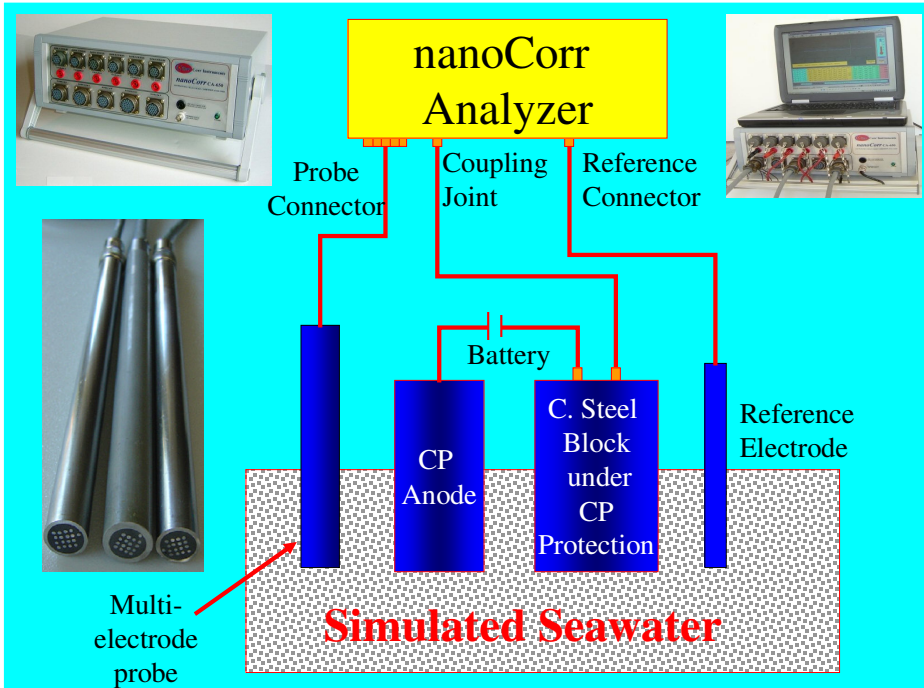 nanoCorr
Analyzer
Probe
Connector
Coupling
Joint
Reference
Connector
Battery
CP
Anode
C. Steel
Block
under
CP
Protection
Reference
Electrode
Multi-
electrode
probe
Simulated Seawater